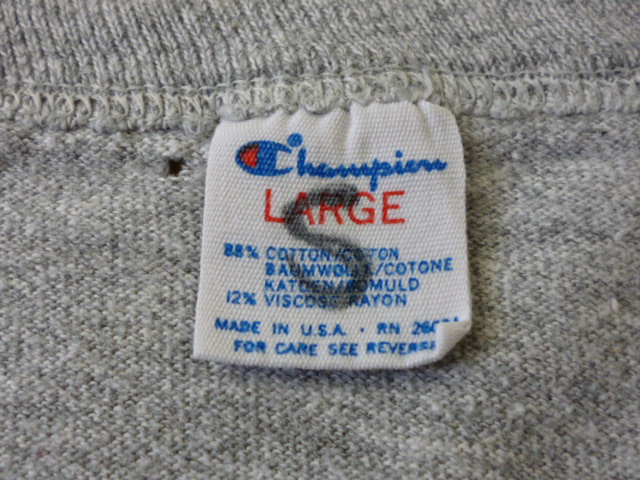 Champion
LARGE
S
88% COTTON/COTON
BAUMWOLLE/COTONE
KATOEN/BOMULD
12% VISCOSE/RAYON
MADE IN U.S.A. · RN
FOR CARE SEE REVERSE